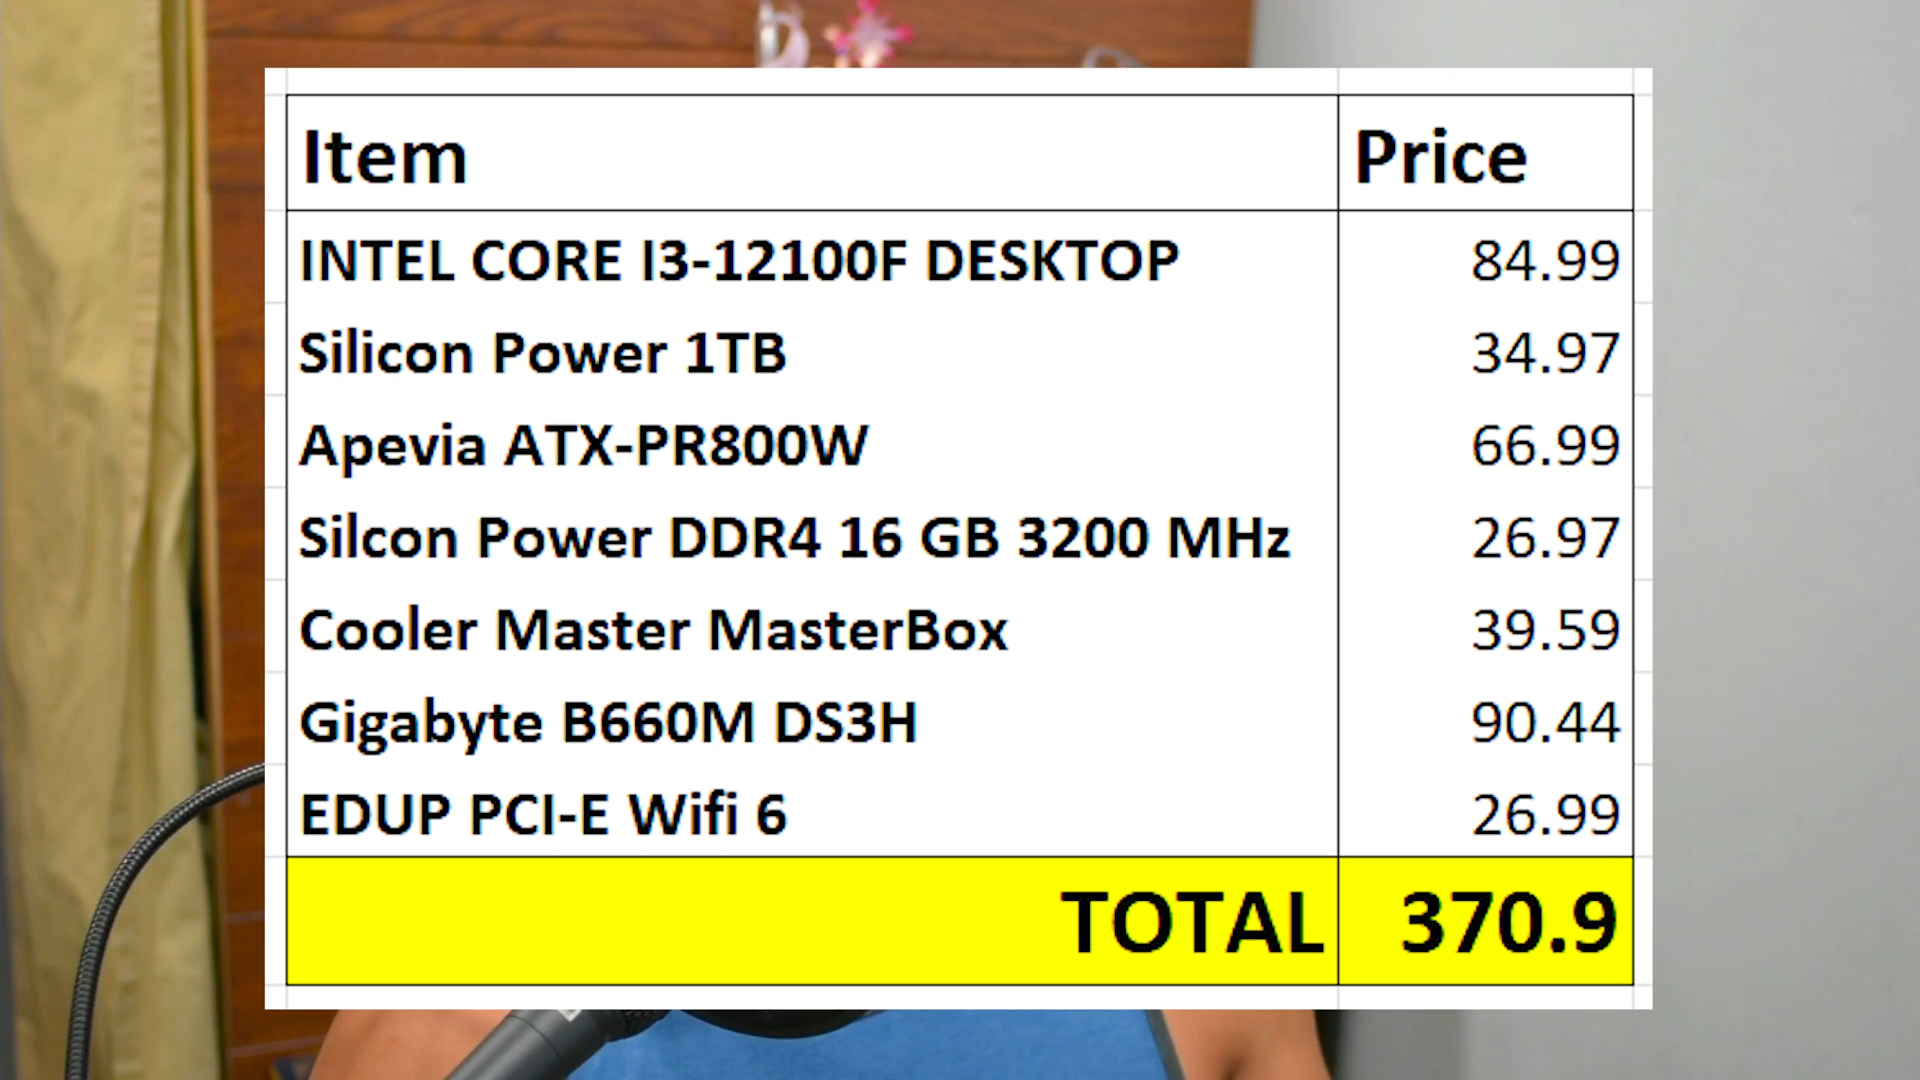 Item Price
INTEL CORE I3-12100F DESKTOP 84.99
Silicon Power 1TB 34.97
Apevia ATX-PR800W 66.99
Silcon Power DDR4 16 GB 3200 MHz 26.97
Cooler Master MasterBox 39.59
Gigabyte B660M DS3H 90.44
EDUP PCI-E Wifi 6 26.99
TOTAL 370.9